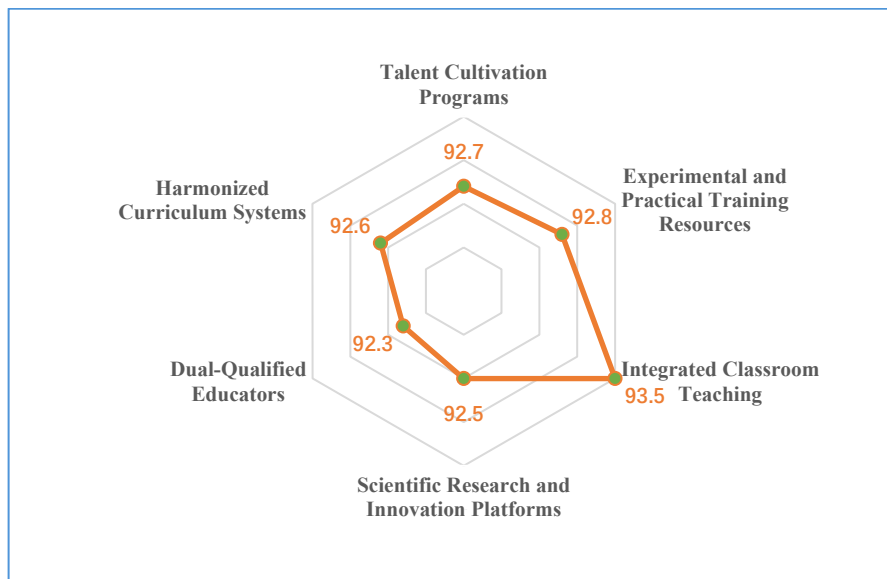 Talent Cultivation
Programs
92.7
Experimental and
Practical Training
Resources
92.8
Harmonized
Curriculum Systems
92.6
Dual-Qualified
Educators
92.3
Integrated Classroom
Teaching
93.5
92.5
Scientific Research and
Innovation Platforms